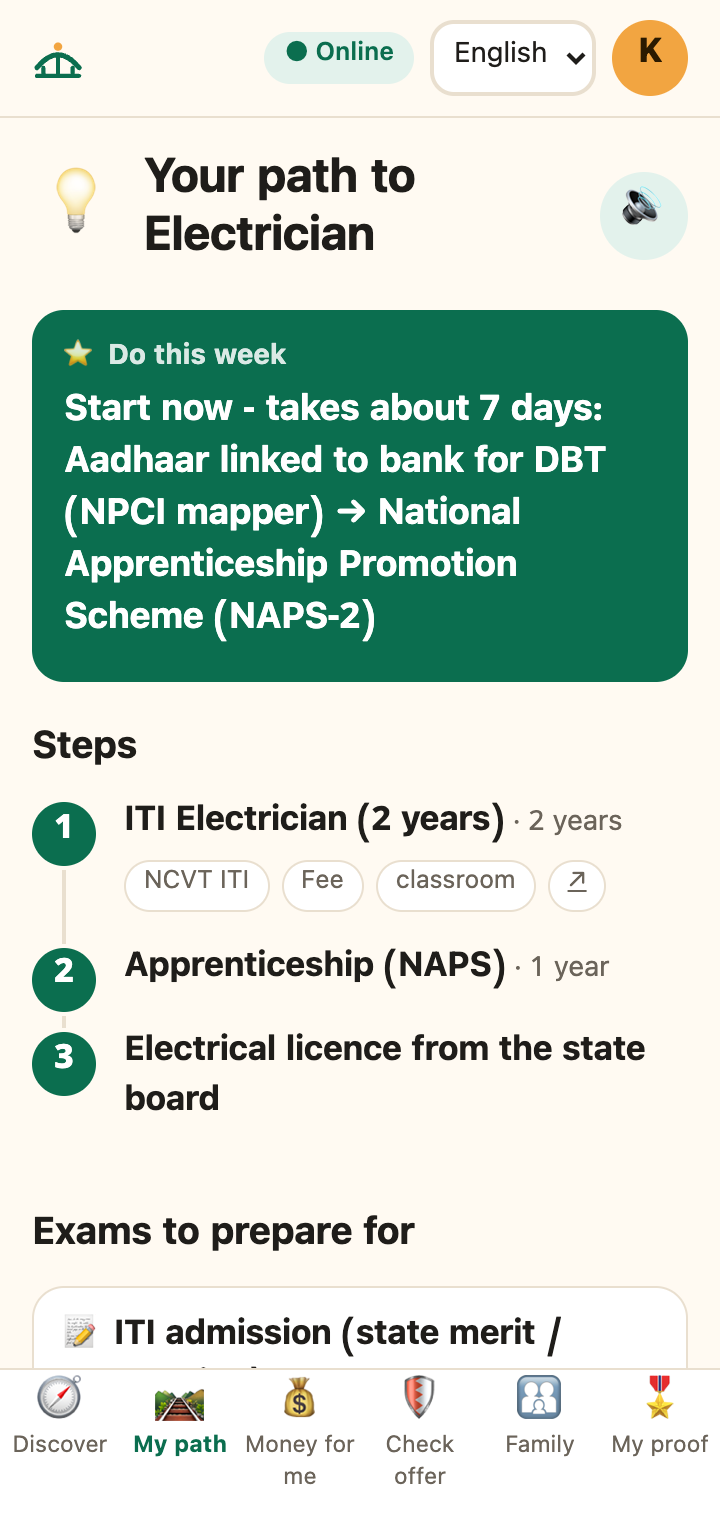 Online
English
K
Your path to
Electrician
Do this week
Start now - takes about 7 days:
Aadhaar linked to bank for DBT
(NPCI mapper) → National
Apprenticeship Promotion
Scheme (NAPS-2)
Steps
1
ITI Electrician (2 years) · 2 years
NCVT ITI Fee classroom ↗
2
Apprenticeship (NAPS) · 1 year
3
Electrical licence from the state
board
Exams to prepare for
ITI admission (state merit /
Discover My path Money for me Check offer Family My proof